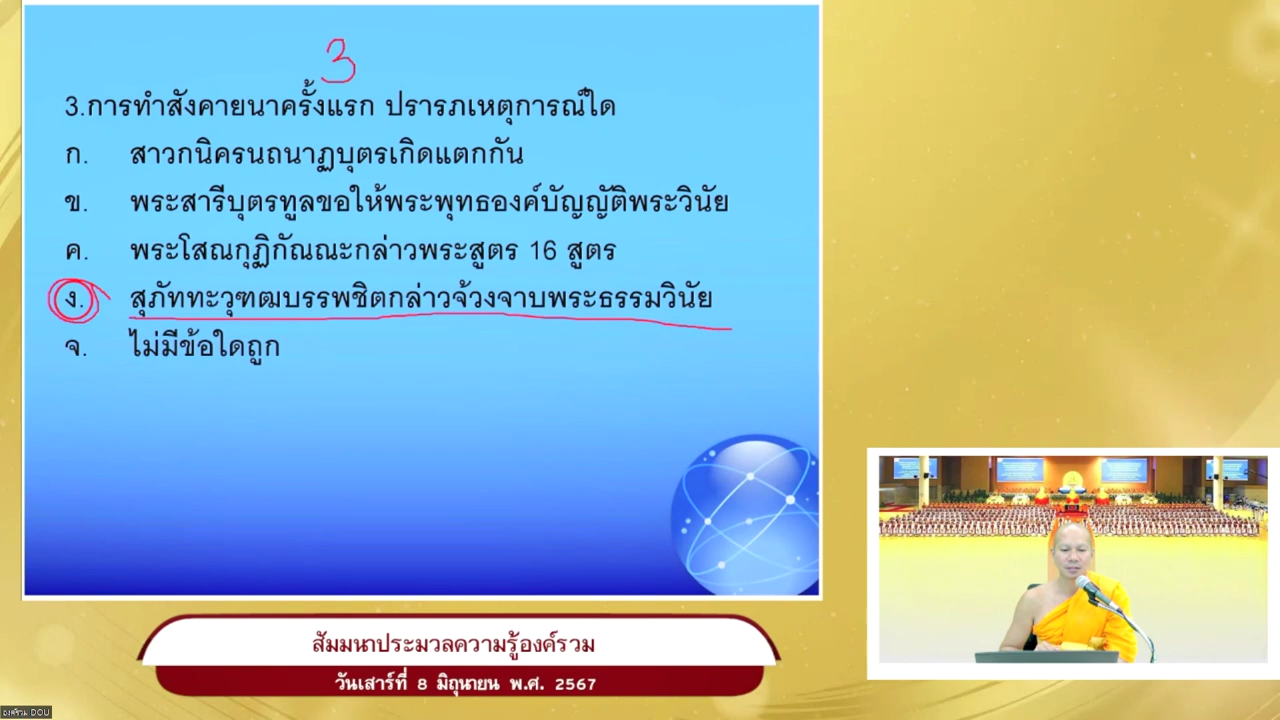 3
3.การทำสังคายนาครั้งแรก ปรารภเหตุการณ์ใด
ก. สาวกนิครนถนาฏบุตรเกิดแตกกัน
ข. พระสารีบุตรทูลขอให้พระพุทธองค์บัญญัติพระวินัย
ค. พระโสณกุฏิกัณณะกล่าวพระสูตร 16 สูตร
ง. สุภัททะวุฑฒบรรพชิตกล่าวจ้วงจาบพระธรรมวินัย
จ. ไม่มีข้อใดถูก
สัมมนาประมวลความรู้องค์รวม
วันเสาร์ที่ 8 มิถุนายน พ.ศ. 2567
องค์รวม DOU